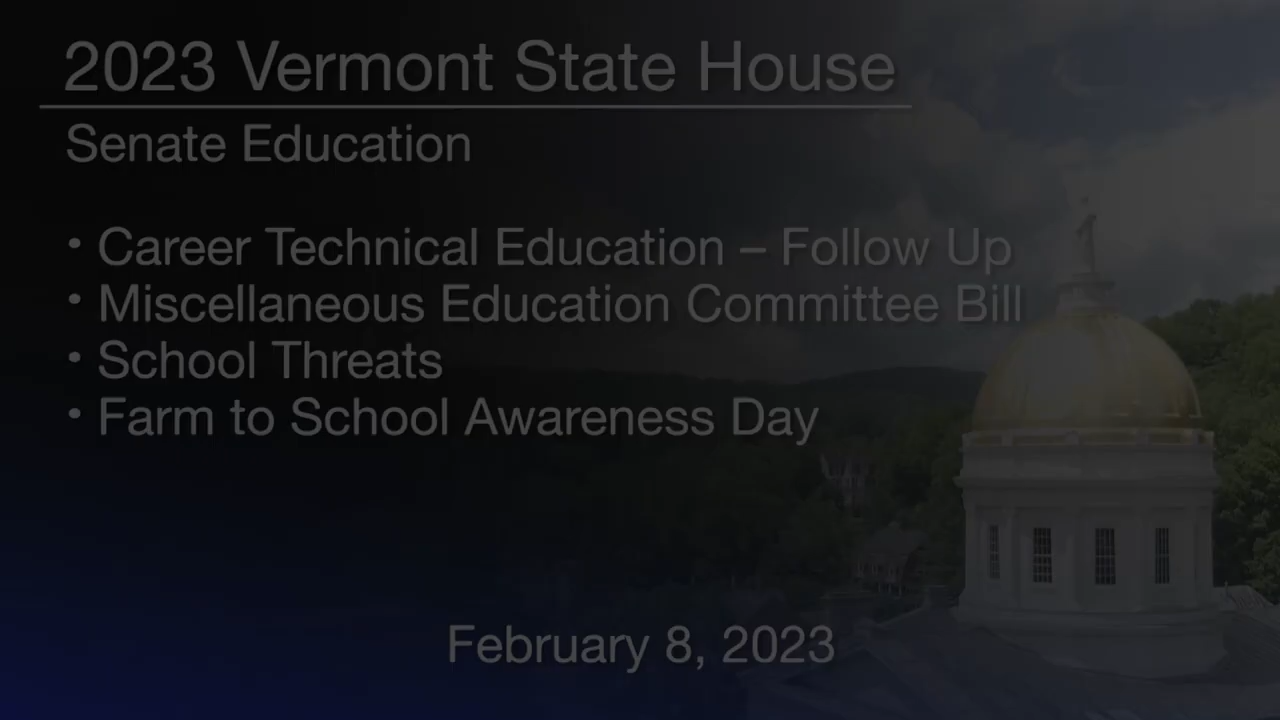 2023 Vermont State House
Senate Education
• Career Technical Education – Follow Up
• Miscellaneous Education Committee Bill
• School Threats
• Farm to School Awareness Day
February 8, 2023